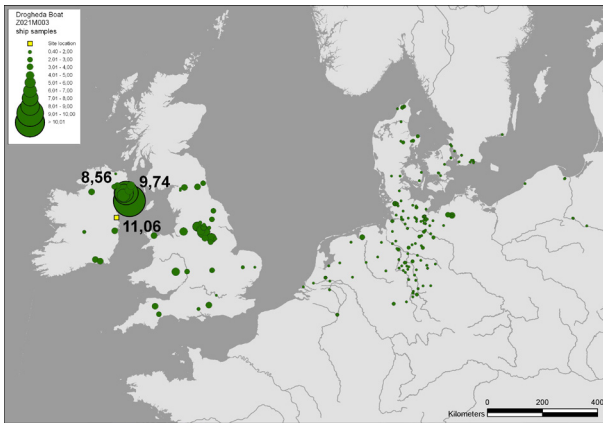 Drogheda Boat
Z021M003
ship samples
Site location
0,40 - 2,00
2,01 - 3,00
3,01 - 4,00
4,01 - 5,00
5,01 - 6,00
6,01 - 7,00
7,01 - 8,00
8,01 - 9,00
9,01 - 10,00
> 10,01
8,56
9,74
11,06
0 200 400
Kilometers